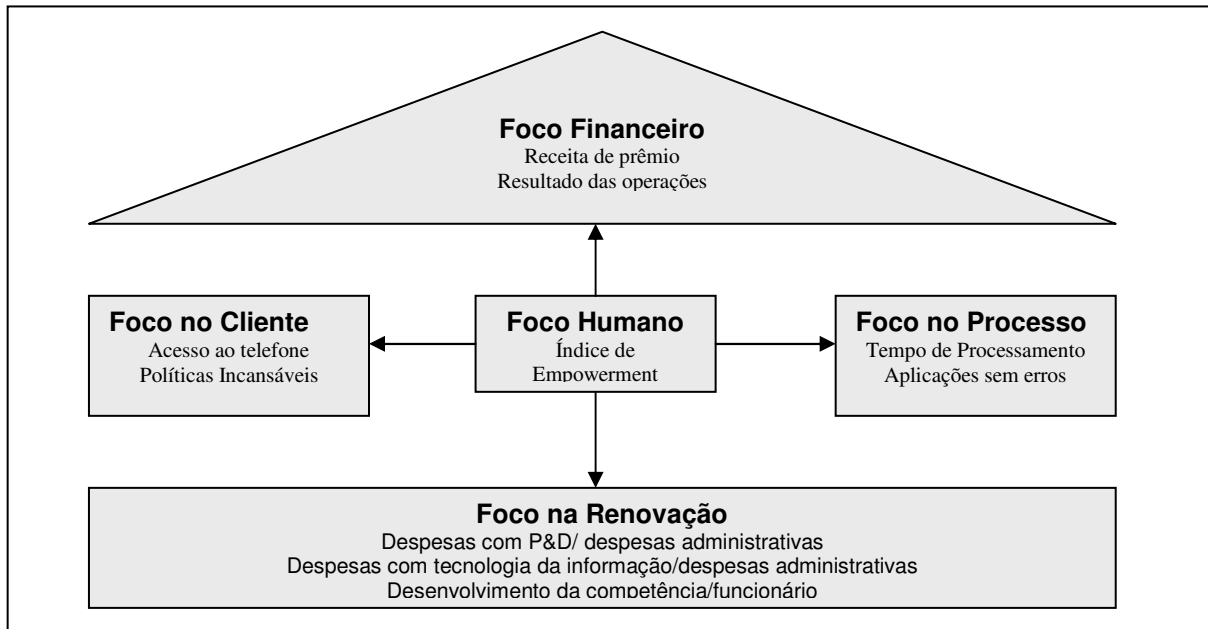 Foco Financeiro
Receita de prêmio
Resultado das operações
Foco no Cliente
Acesso ao telefone
Políticas Incansáveis
Foco Humano
Índice de
Empowerment
Foco no Processo
Tempo de Processamento
Aplicações sem erros
Foco na Renovação
Despesas com P&D/ despesas administrativas
Despesas com tecnologia da informação/despesas administrativas
Desenvolvimento da competência/funcionário